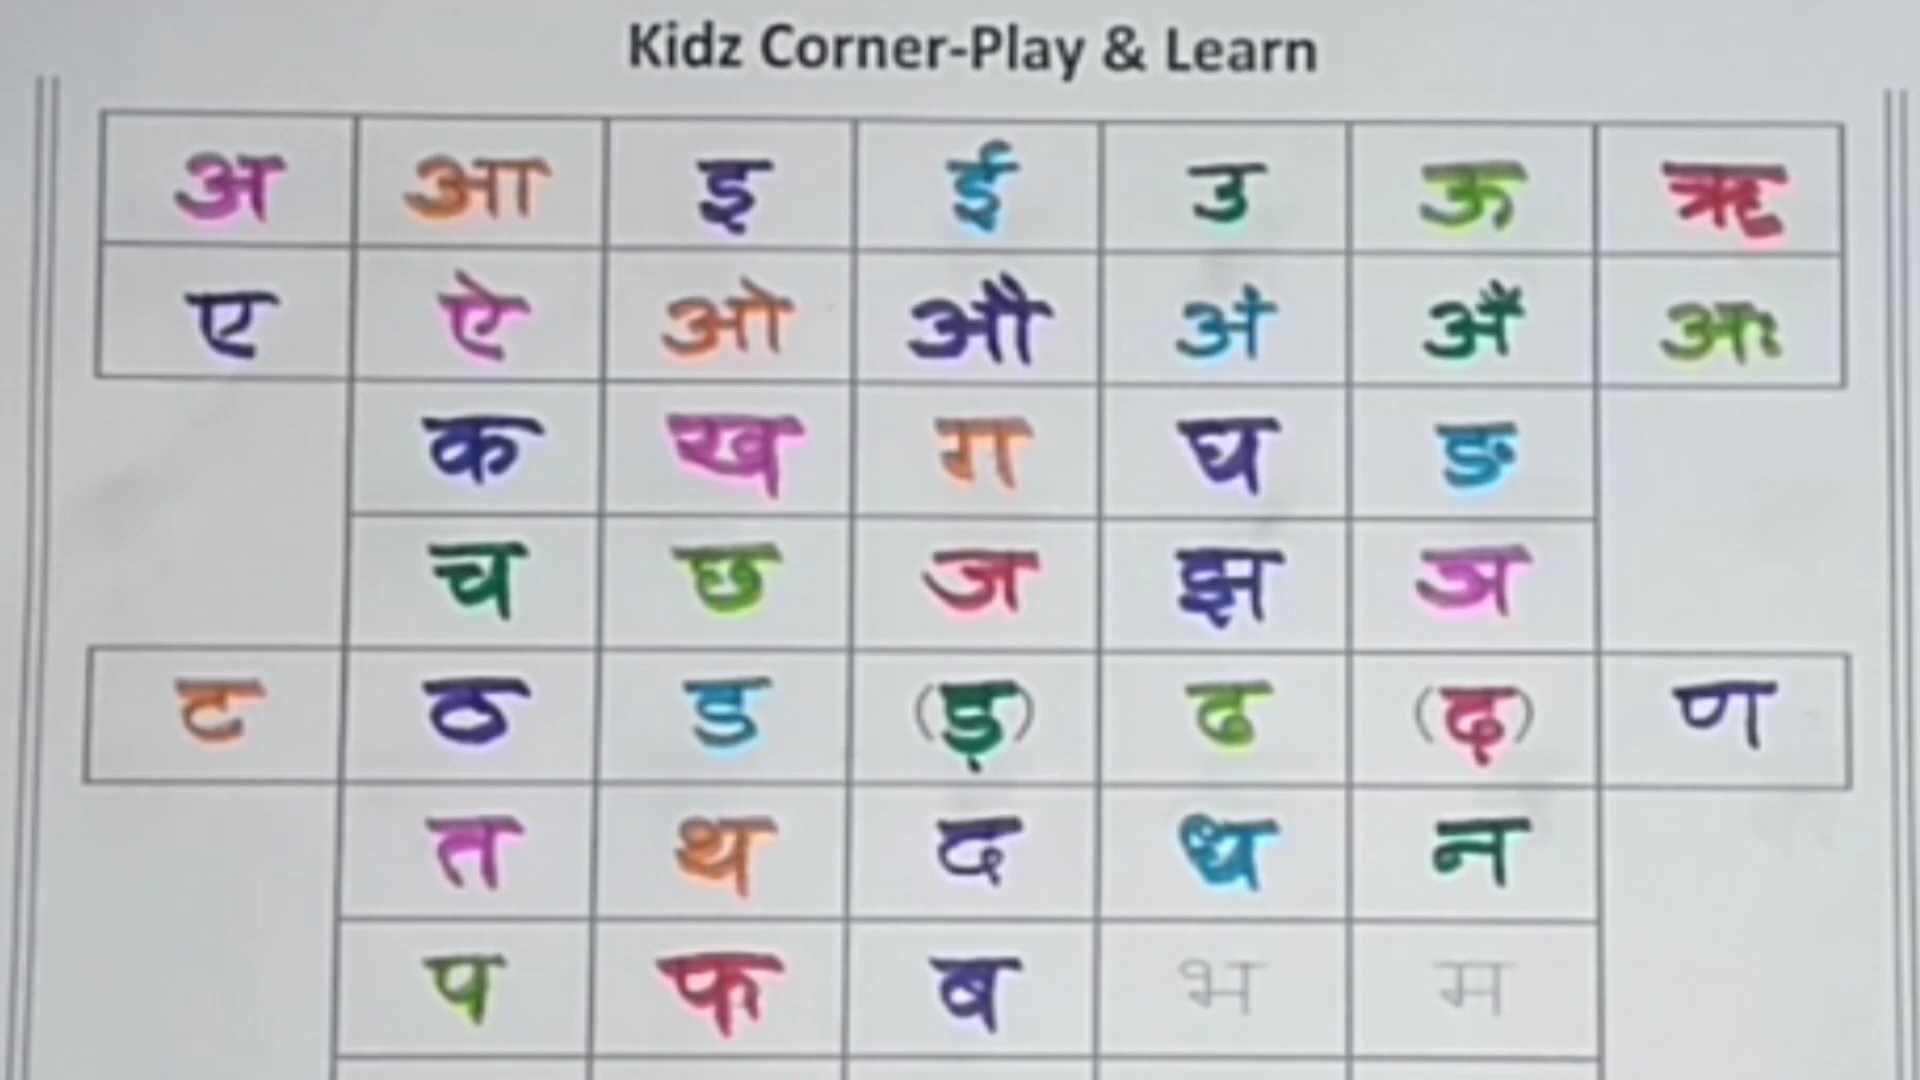 Kidz Corner-Play & Learn
अ आ इ ई उ ऊ ऋ
ए ऐ ओ औ अं अँ अः
क ख ग घ ङ
च छ ज झ ञ
ट ठ ड (ड़) ढ (द़) ण
त थ द ध न
प फ ब भ म